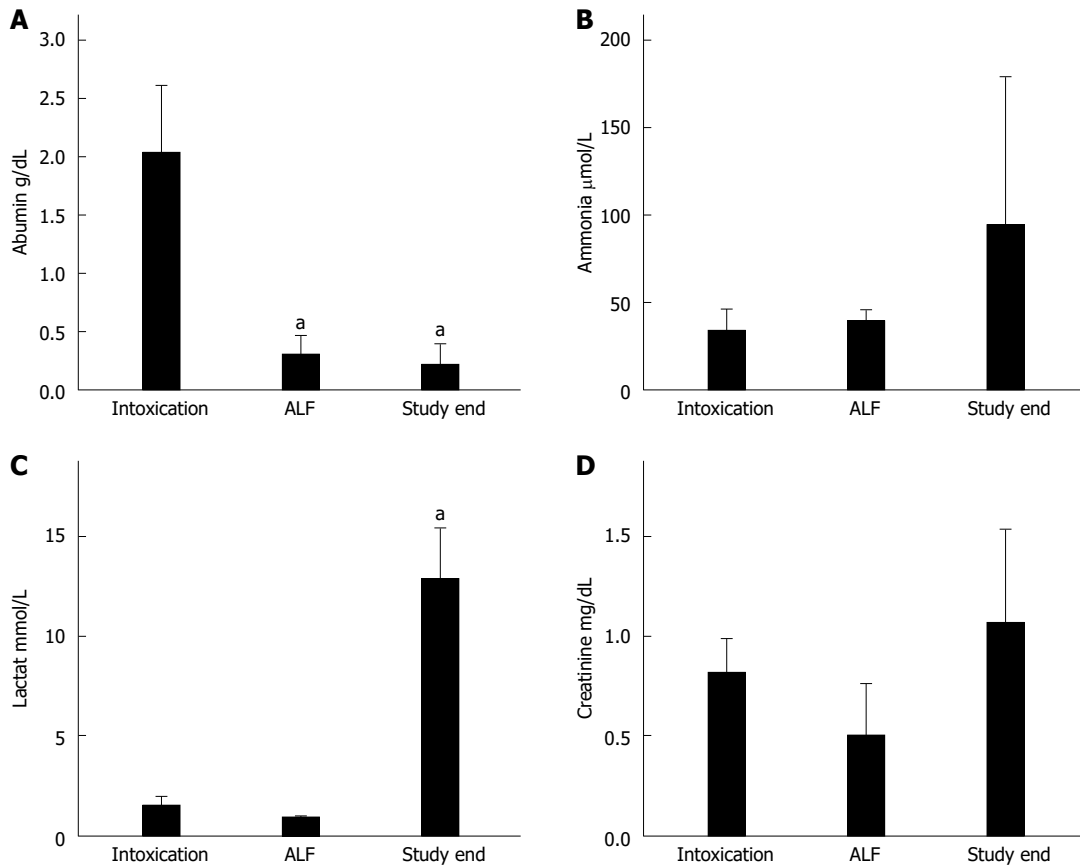 A
3.0
2.5
2.0
1.5
1.0
0.5
0.0
Abumin g/dL
a
a
Intoxication ALF Study end
B
200
150
100
50
0
Ammonia μmol/L
Intoxication ALF Study end
C
15
10
5
0
Lactat mmol/L
a
Intoxication ALF Study end
D
1.5
1.0
0.5
0.0
Creatinine mg/dL
Intoxication ALF Study end